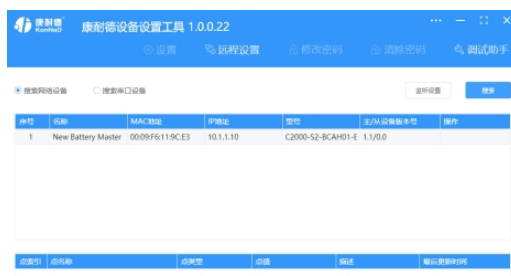 康耐德 KonNaD 康耐德设备设置工具 1.0.0.22
设置 远程设置 修改密码 清除密码 调试助手
搜索网络设备 搜索串口设备 监听设置 搜索
序号 名称 MAC地址 IP地址 型号 主/从设备版本号 操作
1 New Battery Master 00:09:F6:11:9C:E3 10.1.1.10 C2000-S2-BCAH01-E 1.1/0.0
点索引 点名称 点类型 点值 描述 最后更新时间